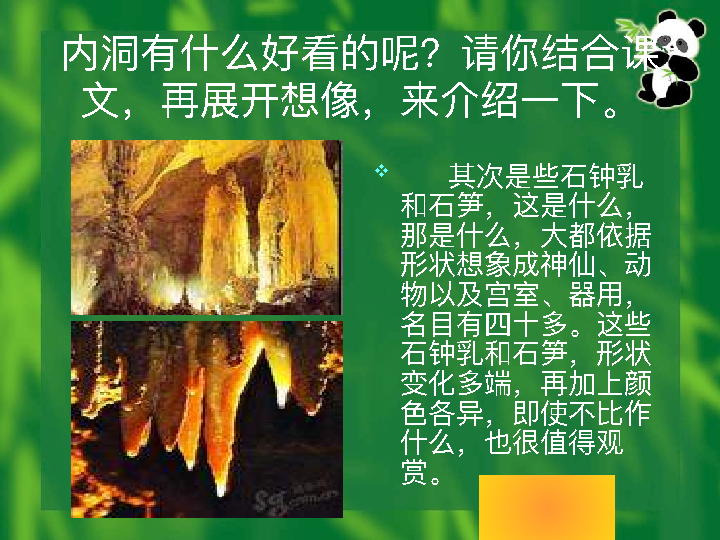 内洞有什么好看的呢？请你结合课
文，再展开想像，来介绍一下。
其次是些石钟乳
和石笋，这是什么，
那是什么，大都依据
形状想象成神仙、动
物以及宫室、器用，
名目有四十多。这些
石钟乳和石笋，形状
变化多端，再加上颜
色各异，即使不比作
什么，也很值得观
赏。